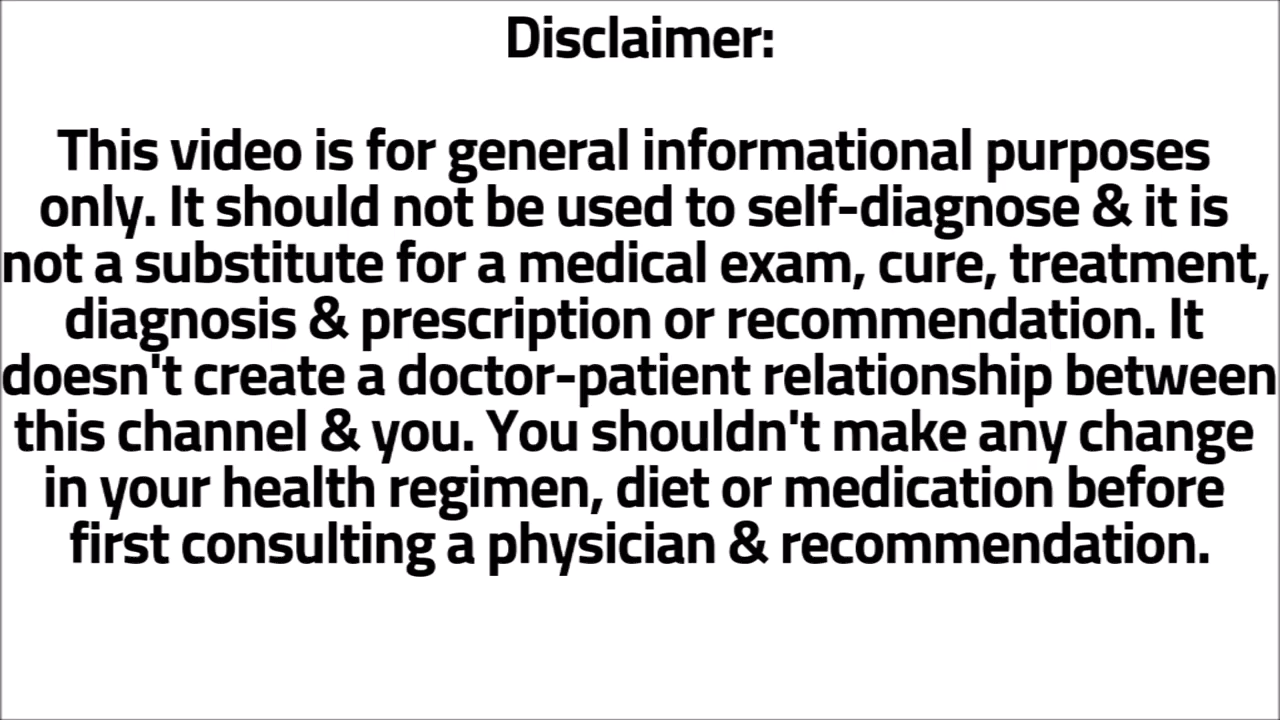 Disclaimer:
This video is for general informational purposes
only. It should not be used to self-diagnose & it is
not a substitute for a medical exam, cure, treatment,
diagnosis & prescription or recommendation. It
doesn't create a doctor-patient relationship between
this channel & you. You shouldn't make any change
in your health regimen, diet or medication before
first consulting a physician & recommendation.